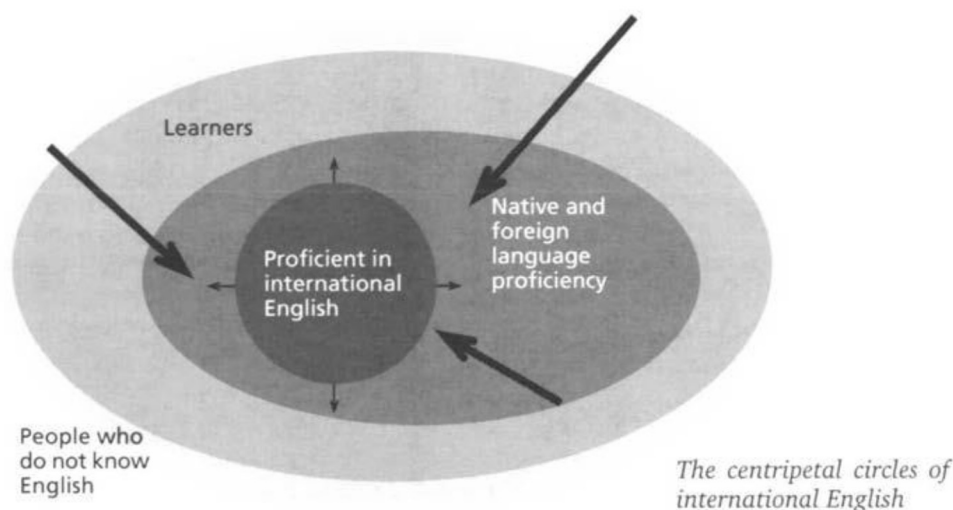 Learners
Native and
foreign
language
proficiency
Proficient in
international
English
People who
do not know
English
The centripetal circles of
international English